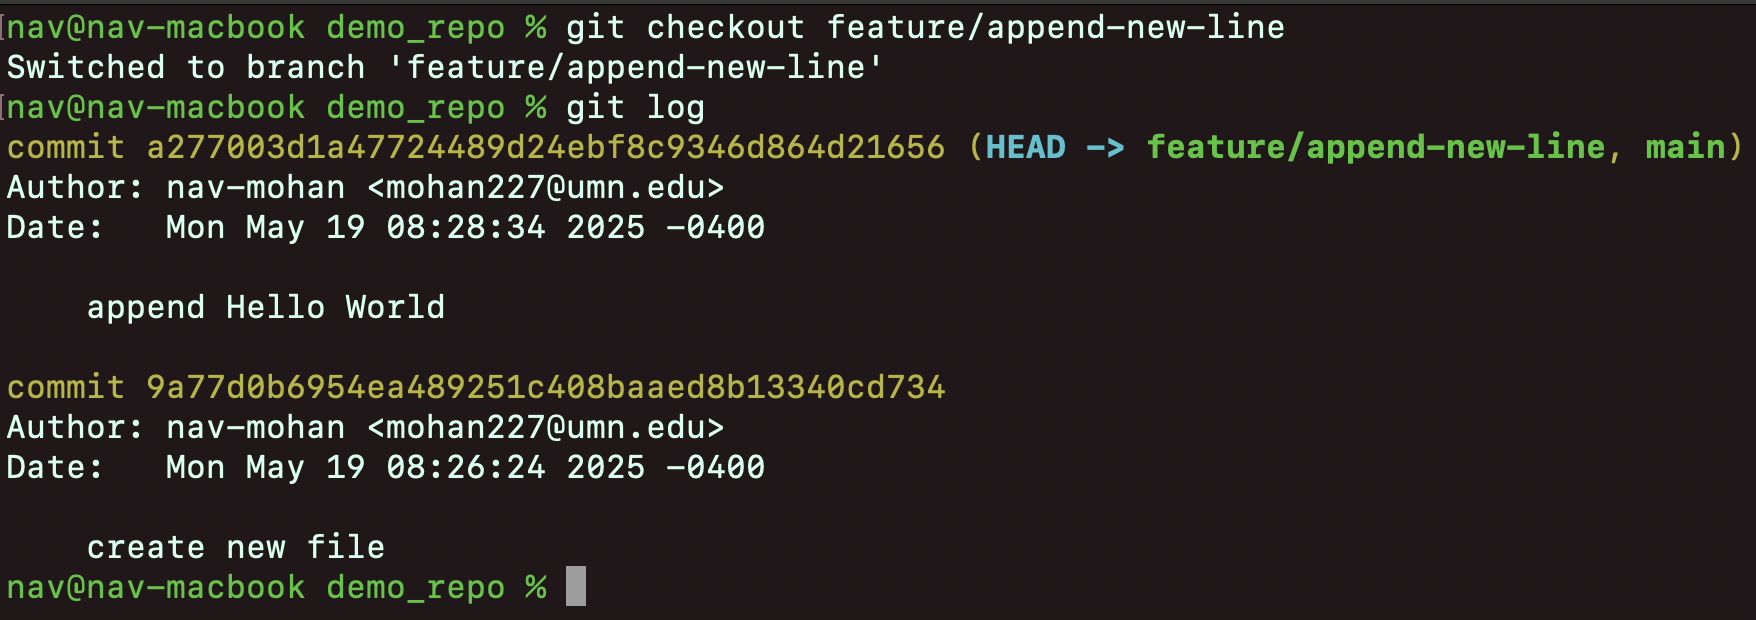 nav@nav-macbook demo_repo % git checkout feature/append-new-line
Switched to branch 'feature/append-new-line'
nav@nav-macbook demo_repo % git log
commit a277003d1a47724489d24ebf8c9346d864d21656 (HEAD -> feature/append-new-line, main)
Author: nav-mohan <mohan227@umn.edu>
Date:   Mon May 19 08:28:34 2025 -0400
    append Hello World
commit 9a77d0b6954ea489251c408baaed8b13340cd734
Author: nav-mohan <mohan227@umn.edu>
Date:   Mon May 19 08:26:24 2025 -0400
    create new file
nav@nav-macbook demo_repo %